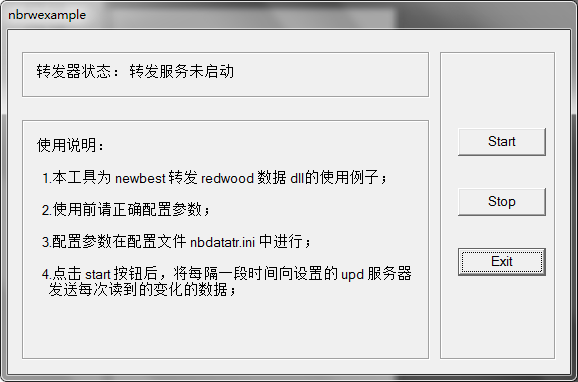 nbrwexample
转发器状态：转发服务未启动
使用说明：
1.本工具为 newbest 转发 redwood 数据 dll的使用例子；
2.使用前请正确配置参数；
3.配置参数在配置文件 nbdatatr.ini 中进行；
4.点击 start 按钮后，将每隔一段时间向设置的 upd 服务器
发送每次读到的变化的数据；
Start
Stop
Exit